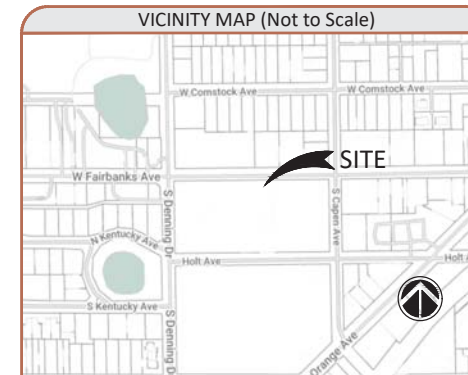 VICINITY MAP (Not to Scale)
W Comstock Ave
W Comstock Ave
SITE
W Fairbanks Ave
S Denning Dr
S Capen Ave
N Kentucky Ave
Holt Ave
Holt A
S Kentucky Ave
S Denning D
Orange Ave